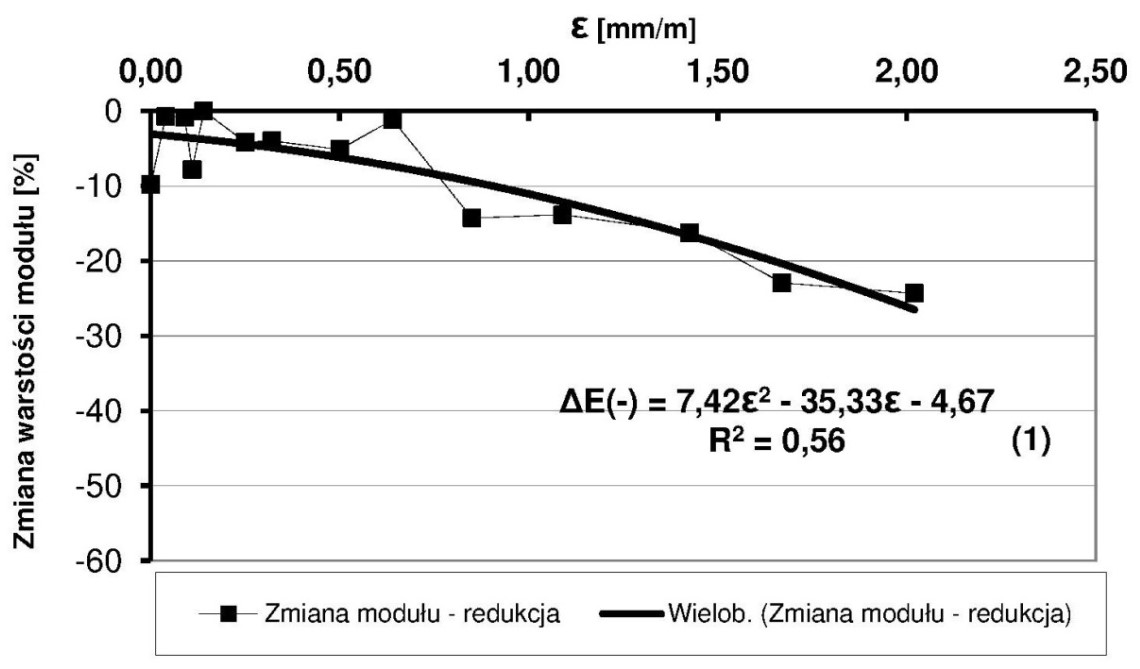 ε [mm/m]
0,00 0,50 1,00 1,50 2,00 2,50
0
-10
-20
-30
-40
-50
-60
Zmiana warstości modułu [%]
ΔE(-) = 7,42ε² - 35,33ε - 4,67
R² = 0,56 (1)
Zmiana modułu - redukcja Wielob. (Zmiana modułu - redukcja)